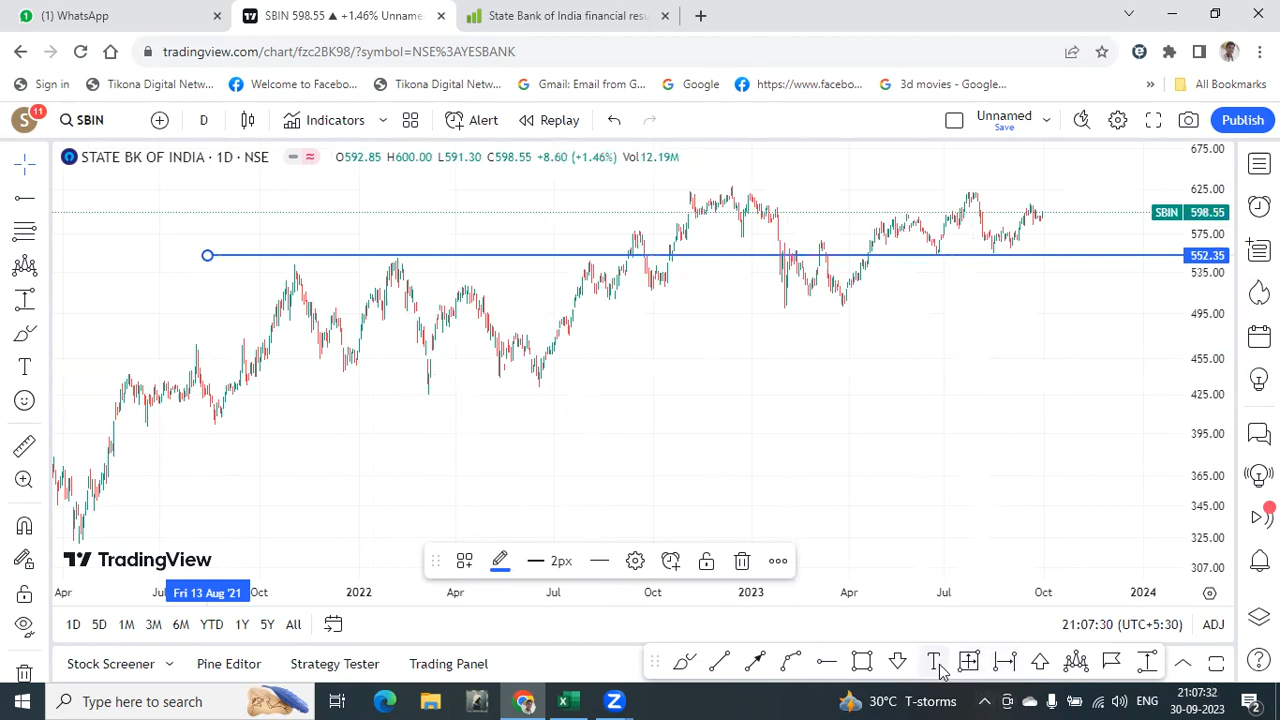 (1) WhatsApp
SBIN 598.55 ▲ +1.46% Unname
State Bank of India financial resu
tradingview.com/chart/fzc2BK98/?symbol=NSE%3AYESBANK
Sign in
Tikona Digital Netw...
Welcome to Facebo...
Tikona Digital Netw...
Gmail: Email from G...
Google
https://www.facebo...
3d movies - Googl...
»
All Bookmarks
S
11
SBIN
D
Indicators
Alert
Replay
Unnamed
Save
Publish
STATE BK OF INDIA · 1D · NSE
O592.85 H600.00 L591.30 C598.55 +8.60 (+1.46%) Vol12.19M
675.00
625.00
SBIN 598.55
575.00
552.35
535.00
495.00
455.00
425.00
395.00
365.00
345.00
325.00
307.00
TradingView
2px
Apr
Jul
Fri 13 Aug '21
Oct
2022
Apr
Jul
Oct
2023
Apr
Jul
Oct
2024
1D 5D 1M 3M 6M YTD 1Y 5Y All
21:07:30 (UTC+5:30)
ADJ
Stock Screener
Pine Editor
Strategy Tester
Trading Panel
Type here to search
30°C T-storms
ENG
21:07:32
30-09-2023
2